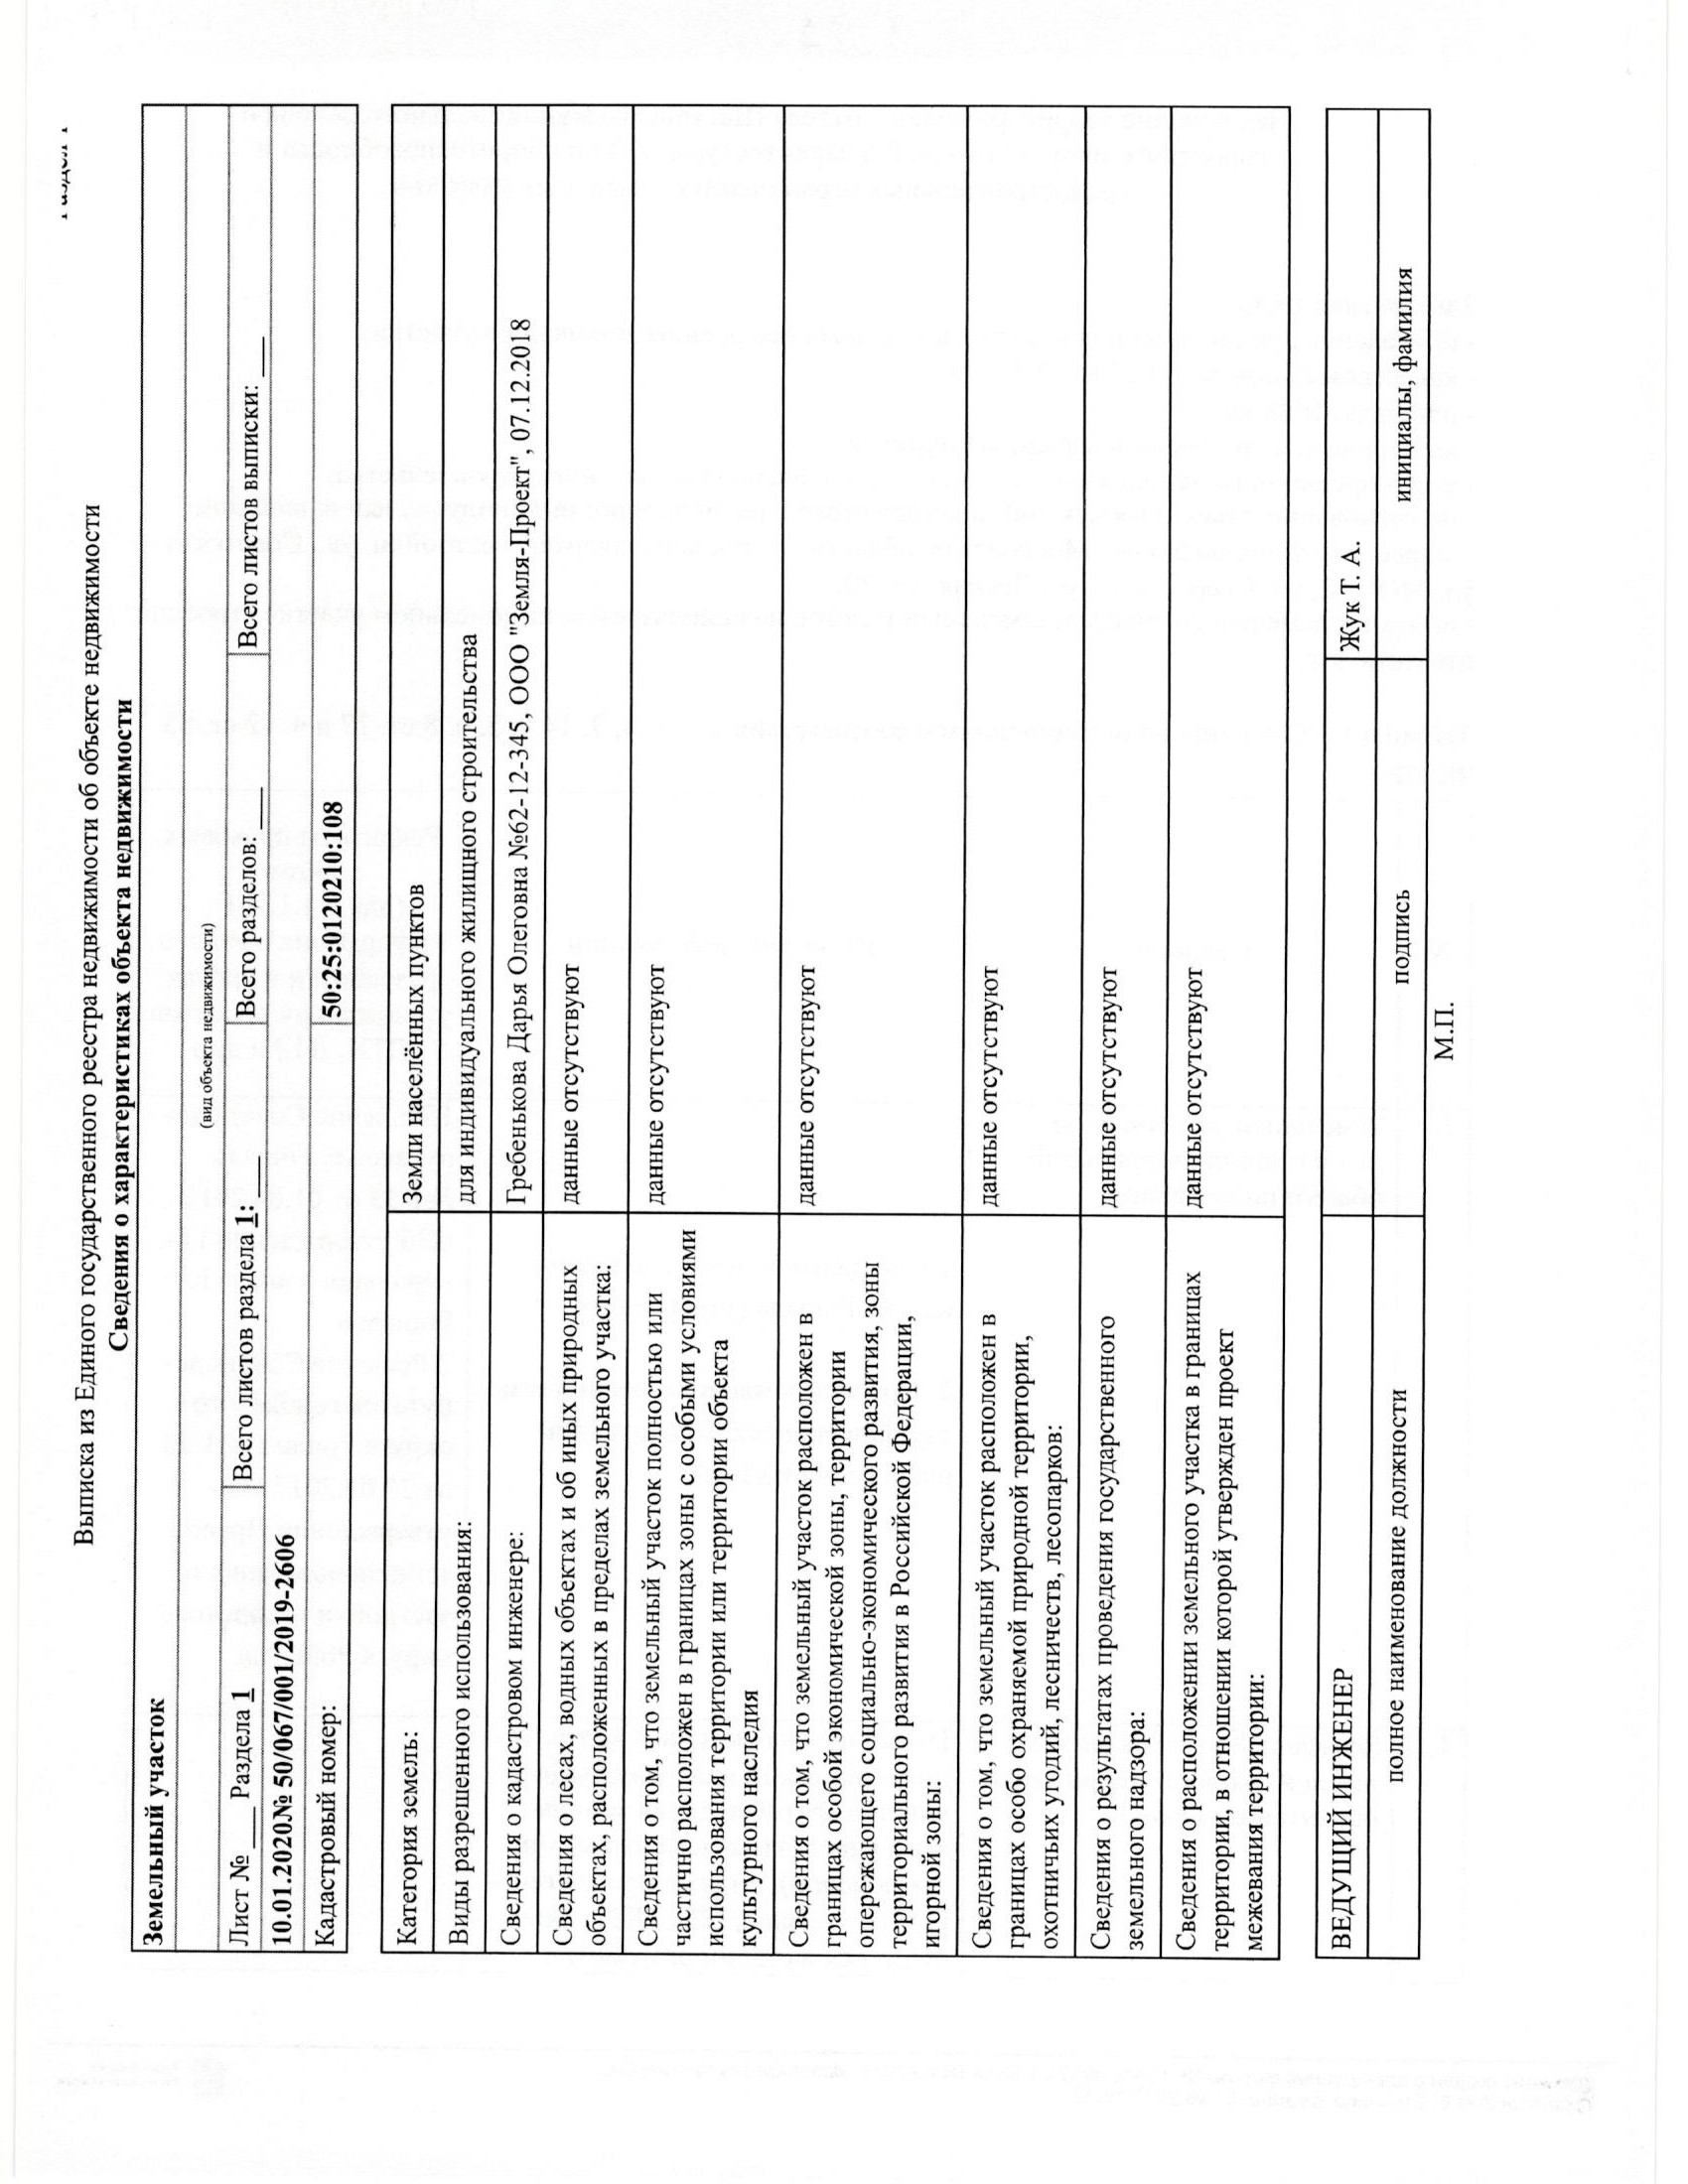 Раздел 1
Выписка из Единого государственного реестра недвижимости об объекте недвижимости
Сведения о характеристиках объекта недвижимости
Земельный участок
(вид объекта недвижимости)
Лист № ___ Раздела 1 Всего листов раздела 1: ___ Всего разделов: ___ Всего листов выписки: ___
10.01.2020№ 50/067/001/2019-2606
Кадастровый номер: 50:25:0120210:108
Категория земель: Земли населённых пунктов
Виды разрешенного использования: для индивидуального жилищного строительства
Сведения о кадастровом инженере: Гребенькова Дарья Олеговна №62-12-345, ООО "Земля-Проект", 07.12.2018
Сведения о лесах, водных объектах и об иных природных данные отсутствуют
объектах, расположенных в пределах земельного участка:
Сведения о том, что земельный участок полностью или данные отсутствуют
частично расположен в границах зоны с особыми условиями
использования территории или территории объекта
культурного наследия
Сведения о том, что земельный участок расположен в данные отсутствуют
границах особой экономической зоны, территории
опережающего социально-экономического развития, зоны
территориального развития в Российской Федерации,
игорной зоны:
Сведения о том, что земельный участок расположен в данные отсутствуют
границах особо охраняемой природной территории,
охотничьих угодий, лесничеств, лесопарков:
Сведения о результатах проведения государственного данные отсутствуют
земельного надзора:
Сведения о расположении земельного участка в границах данные отсутствуют
территории, в отношении которой утвержден проект
межевания территории:
ВЕДУЩИЙ ИНЖЕНЕР Жук Т. А.
полное наименование должности подпись инициалы, фамилия
М.П.